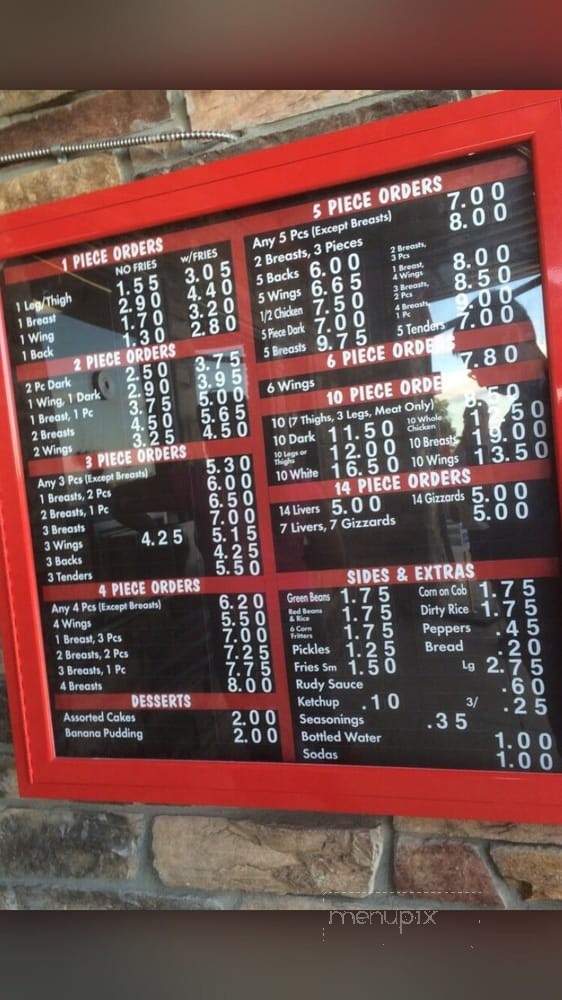 1 PIECE ORDERS
NO FRIES w/FRIES
1 Leg/Thigh 1.55 3.05
1 Breast 2.90 4.40
1 Wing 1.70 3.20
1 Back 1.30 2.80
2 PIECE ORDERS
2 Pc Dark 2.50 3.75
1 Wing, 1 Dark 2.90 3.95
1 Breast, 1 Pc 3.75 5.00
2 Breasts 4.50 5.65
2 Wings 3.25 4.50
3 PIECE ORDERS
Any 3 Pcs (Except Breasts) 5.30
1 Breasts, 2 Pcs 6.00
2 Breasts, 1 Pc 6.50
3 Breasts 7.00
3 Wings 5.15
3 Backs 4.25 4.25
3 Tenders 5.50
4 PIECE ORDERS
Any 4 Pcs (Except Breasts) 6.20
4 Wings 5.50
1 Breast, 3 Pcs 7.00
2 Breasts, 2 Pcs 7.25
3 Breasts, 1 Pc 7.75
4 Breasts 8.00
DESSERTS
Assorted Cakes 2.00
Banana Pudding 2.00
5 PIECE ORDERS
Any 5 Pcs (Except Breasts) 7.00
2 Breasts, 3 Pieces 8.00
5 Backs 6.00 2 Breasts, 3 Pcs
5 Wings 6.65 1 Breast, 4 Wings 8.00
1/2 Chicken 7.50 3 Breasts, 2 Pcs 8.50
5 Piece Dark 7.00 4 Breasts, 1 Pc 9.00
5 Breasts 9.75 5 Tenders 7.00
6 PIECE ORDE
6 Wings 7.80
10 PIECE ORDE
10 (7 Thighs, 3 Legs, Meat Only) 8.50
10 Dark 11.50 10 Whole Chicken 50
10 Legs or Thighs 12.00 10 Breasts 19.00
10 White 16.50 10 Wings 13.50
14 PIECE ORDERS
14 Livers 5.00 14 Gizzards 5.00
7 Livers, 7 Gizzards 5.00
SIDES & EXTRAS
Green Beans 1.75 Corn on Cob 1.75
Red Beans & Rice 1.75 Dirty Rice 1.75
6 Corn Fritters 1.75 Peppers .45
Pickles 1.25 Bread .20
Fries Sm 1.50 Lg 2.75
Rudy Sauce .60
Ketchup .10 3/ .25
Seasonings .35
Bottled Water 1.00
Sodas 1.00
menupix